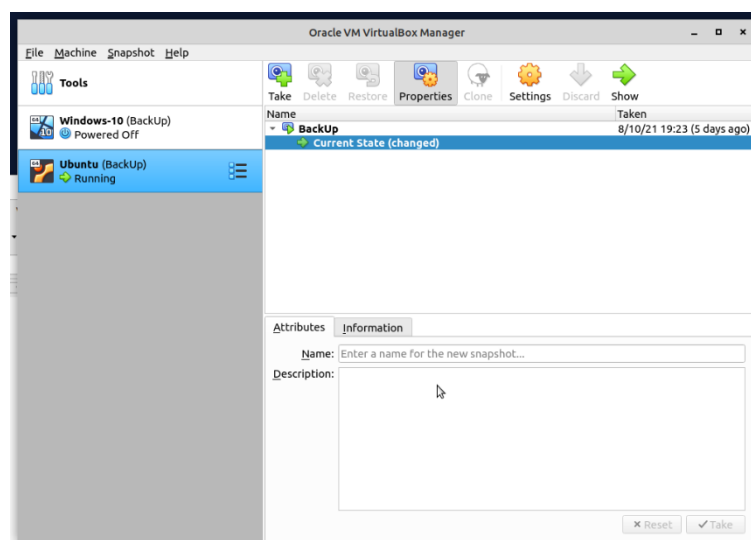 Oracle VM VirtualBox Manager
File Machine Snapshot Help
Tools
Windows-10 (BackUp)
Powered Off
Ubuntu (BackUp)
Running
Take Delete Restore Properties Clone Settings Discard Show
Name Taken
BackUp 8/10/21 19:23 (5 days ago)
Current State (changed)
Attributes Information
Name: Enter a name for the new snapshot...
Description:
Reset Take